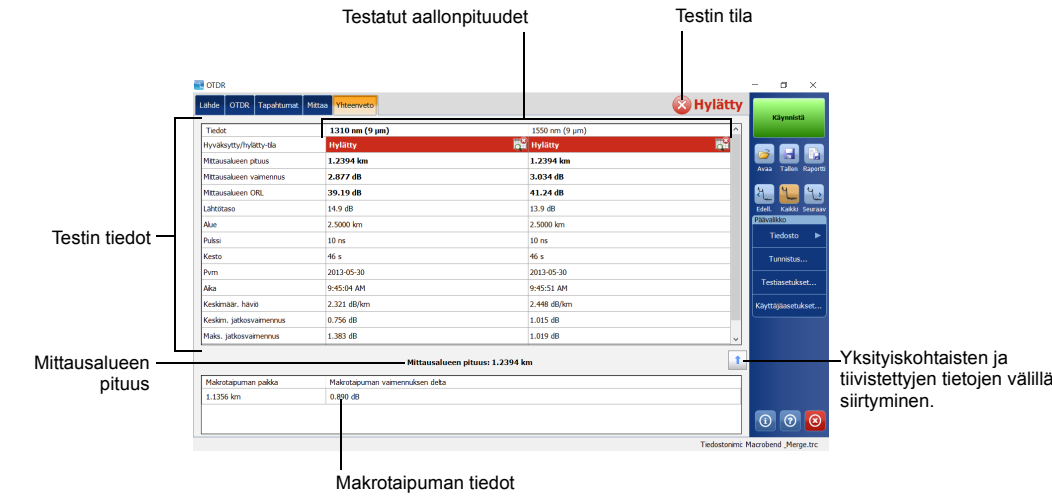 Testatut aallonpituudet
Testin tila
OTDR
Lähde OTDR Tapahtumat Mittaa Yhteenveto
Hylätty
Käynnistä
Tiedot 1310 nm (9 µm) 1550 nm (9 µm)
Hyväksytty/hylätty-tila Hylätty Hylätty
Mittausalueen pituus 1.2394 km 1.2394 km
Mittausalueen vaimennus 2.877 dB 3.034 dB
Mittausalueen ORL 39.19 dB 41.24 dB
Lähtötaso 14.9 dB 13.9 dB
Alue 2.5000 km 2.5000 km
Pulssi 10 ns 10 ns
Kesto 46 s 46 s
Pvm 2013-05-30 2013-05-30
Aika 9:45:04 AM 9:45:51 AM
Keskimäär. häviö 2.321 dB/km 2.448 dB/km
Keskim. jatkosvaimennus 0.756 dB 1.015 dB
Maks. jatkosvaimennus 1.383 dB 1.019 dB
Avaa Tallen Raportti
Edell. Kaikki Seuraav
Päävalikko
Tiedosto
Tunnistus...
Testiasetukset...
Käyttäjäasetukset...
Testin tiedot
Mittausalueen
pituus
Mittausalueen pituus: 1.2394 km
Yksityiskohtaisten ja
tiivistettyjen tietojen välillä
siirtyminen.
Makrotaipuman paikka Makrotaipuman vaimennuksen delta
1.1356 km 0.890 dB
Tiedostonimi: Macrobend _Merge.trc
Makrotaipuman tiedot